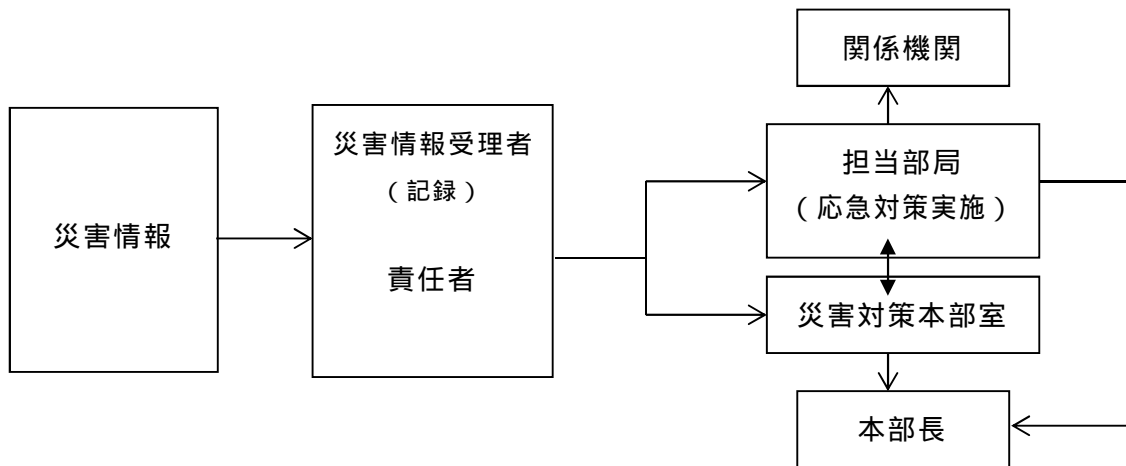 関係機関
災害情報
災害情報受理者
（記録）
責任者
担当部局
（応急対策実施）
災害対策本部室
本部長